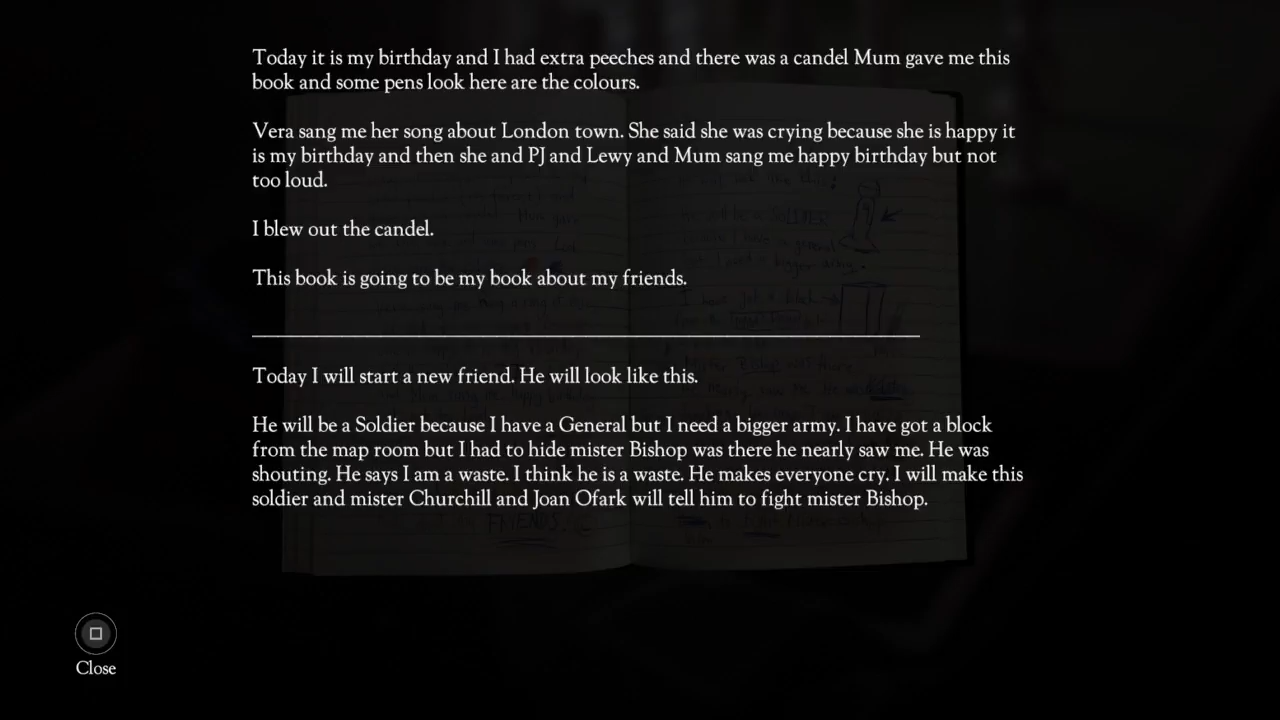 Today it is my birthday and I had extra peeches and there was a candel Mum gave me this
book and some pens look here are the colours.
Vera sang me her song about London town. She said she was crying because she is happy it
is my birthday and then she and PJ and Lewy and Mum sang me happy birthday but not
too loud.
I blew out the candel.
This book is going to be my book about my friends.
Today I will start a new friend. He will look like this.
He will be a Soldier because I have a General but I need a bigger army. I have got a block
from the map room but I had to hide mister Bishop was there he nearly saw me. He was
shouting. He says I am a waste. I think he is a waste. He makes everyone cry. I will make this
soldier and mister Churchill and Joan Ofark will tell him to fight mister Bishop.
FRIENDS
Close